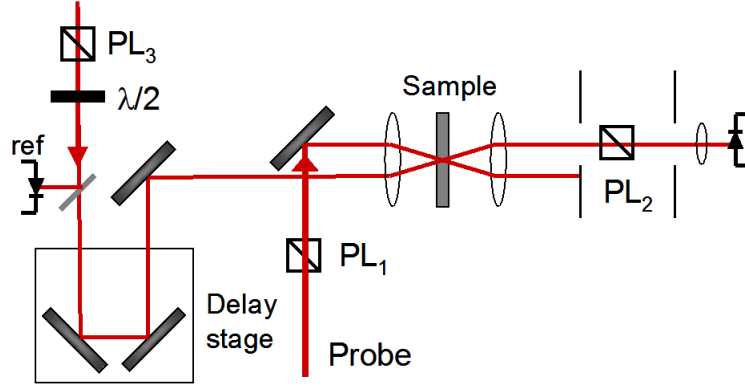 PL₃
λ/2
ref
Sample
PL₂
PL₁
Delay
stage
Probe